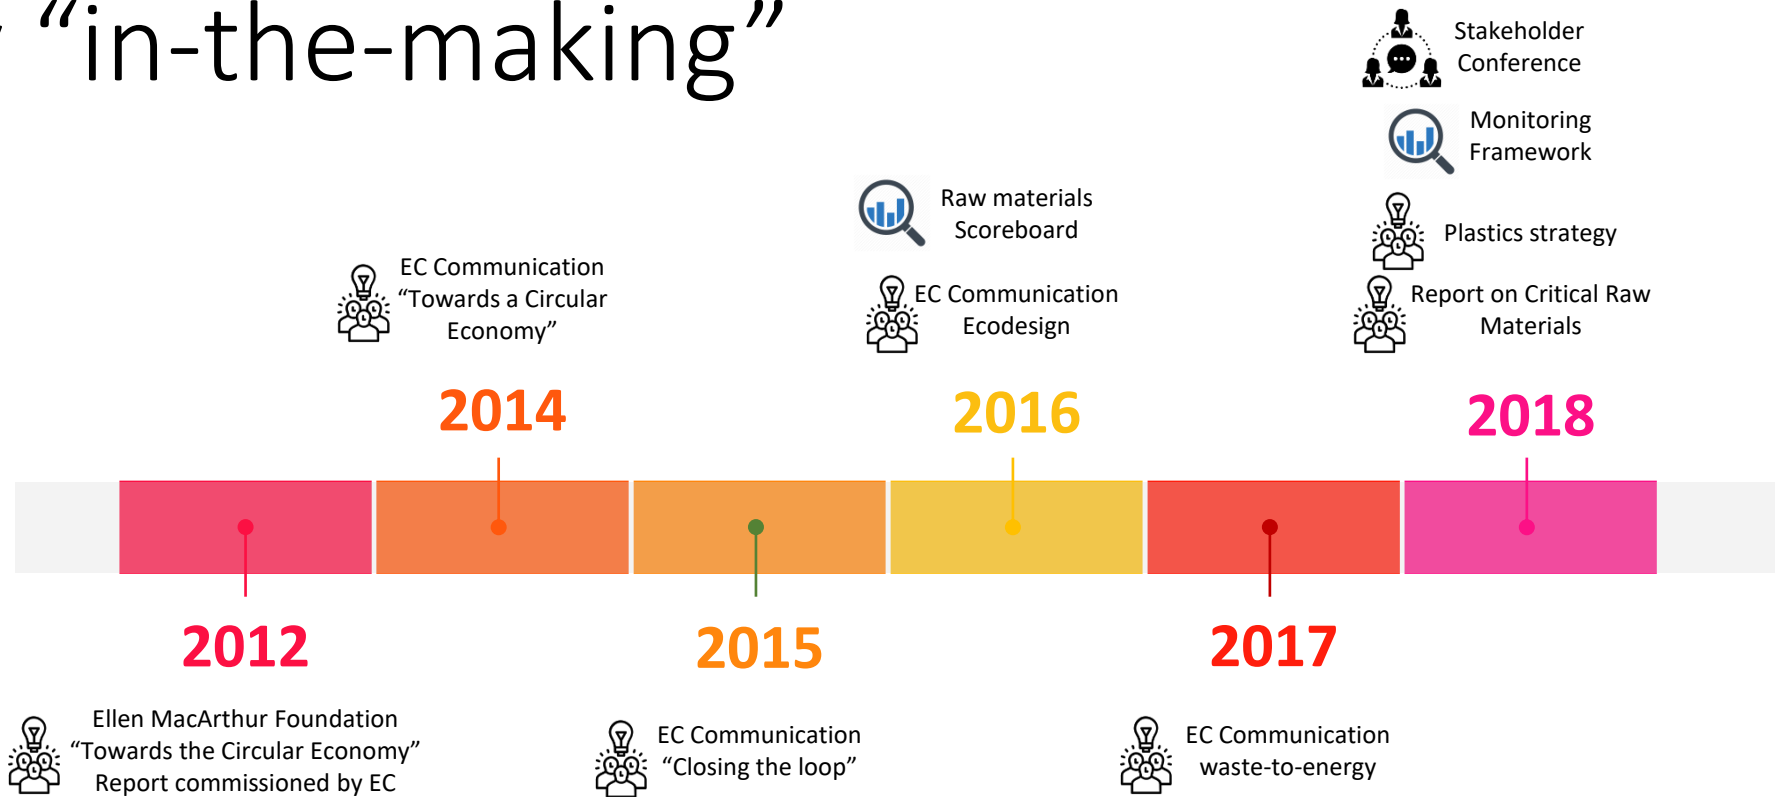 “in-the-making”
Stakeholder
Conference
Monitoring
Framework
Plastics strategy
Report on Critical Raw
Materials
Raw materials
Scoreboard
EC Communication
Ecodesign
EC Communication
“Towards a Circular
Economy”
2014
2016
2018
2012
2015
2017
Ellen MacArthur Foundation
“Towards the Circular Economy”
Report commissioned by EC
EC Communication
“Closing the loop”
EC Communication
waste-to-energy